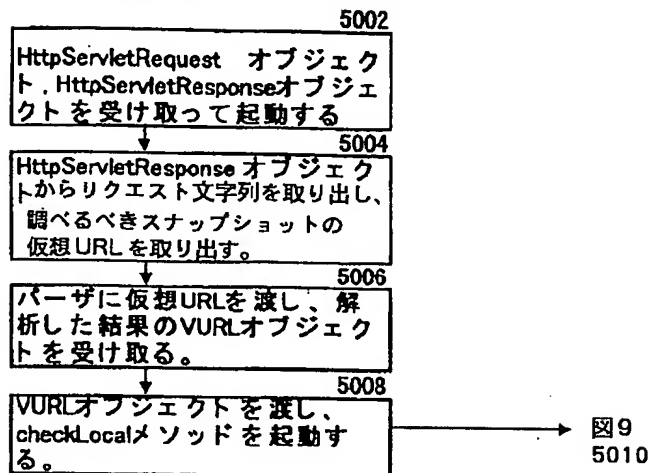 5002
HttpServletRequest オブジェク
ト,HttpServletResponseオブジェ
クトを受け取って起動する
5004
HttpServletResponse オブジェク
トからリクエスト文字列を取り出し、
調べるべきスナップショットの
仮想URLを取り出す。
5006
パーザに仮想URLを渡し、解
析した結果のVURLオブジェク
トを受け取る。
5008
VURLオブジェクトを渡し、
checkLocalメソッドを起動す
る。
図9
5010